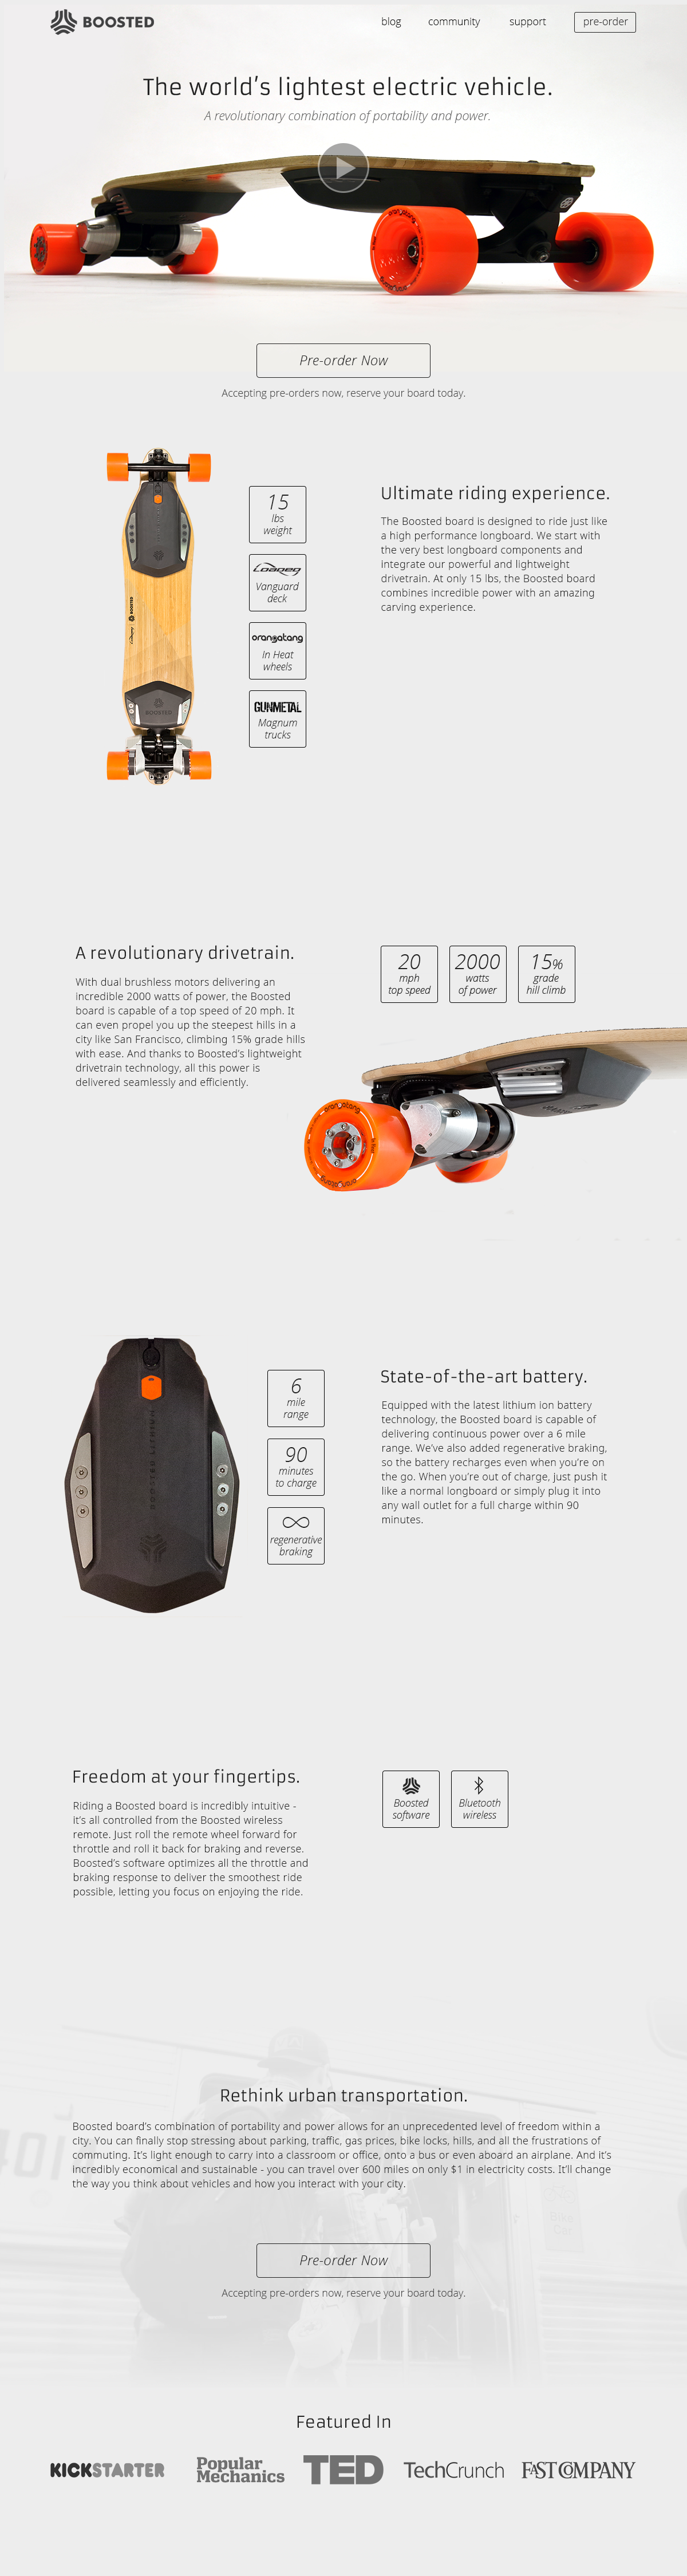 BOOSTED
blog community support pre-order
The world's lightest electric vehicle.
A revolutionary combination of portability and power.
orangatang
Pre-order Now
Accepting pre-orders now, reserve your board today.
BOOSTED
BOOSTED
15
lbs
weight
Loaded
Vanguard
deck
orangatang
In Heat
wheels
GUNMETAL
Magnum
trucks
Ultimate riding experience.
The Boosted board is designed to ride just like
a high performance longboard. We start with
the very best longboard components and
integrate our powerful and lightweight
drivetrain. At only 15 lbs, the Boosted board
combines incredible power with an amazing
carving experience.
A revolutionary drivetrain.
With dual brushless motors delivering an
incredible 2000 watts of power, the Boosted
board is capable of a top speed of 20 mph. It
can even propel you up the steepest hills in a
city like San Francisco, climbing 15% grade hills
with ease. And thanks to Boosted's lightweight
drivetrain technology, all this power is
delivered seamlessly and efficiently.
20
mph
top speed
2000
watts
of power
15%
grade
hill climb
orangatang
orangatang
6
mile
range
90
minutes
to charge
regenerative
braking
BOOSTED LITHIUM
State-of-the-art battery.
Equipped with the latest lithium ion battery
technology, the Boosted board is capable of
delivering continuous power over a 6 mile
range. We've also added regenerative braking,
so the battery recharges even when you're on
the go. When you're out of charge, just push it
like a normal longboard or simply plug it into
any wall outlet for a full charge within 90
minutes.
Freedom at your fingertips.
Riding a Boosted board is incredibly intuitive -
it's all controlled from the Boosted wireless
remote. Just roll the remote wheel forward for
throttle and roll it back for braking and reverse.
Boosted's software optimizes all the throttle and
braking response to deliver the smoothest ride
possible, letting you focus on enjoying the ride.
Boosted
software
Bluetooth
wireless
Rethink urban transportation.
Boosted board's combination of portability and power allows for an unprecedented level of freedom within a
city. You can finally stop stressing about parking, traffic, gas prices, bike locks, hills, and all the frustrations of
commuting. It's light enough to carry into a classroom or office, onto a bus or even aboard an airplane. And it's
incredibly economical and sustainable - you can travel over 600 miles on only $1 in electricity costs. It'll change
the way you think about vehicles and how you interact with your city.
401
Pre-order Now
Accepting pre-orders now, reserve your board today.
Featured In
KICKSTARTER
Popular
Mechanics
TED
TechCrunch
FAST COMPANY